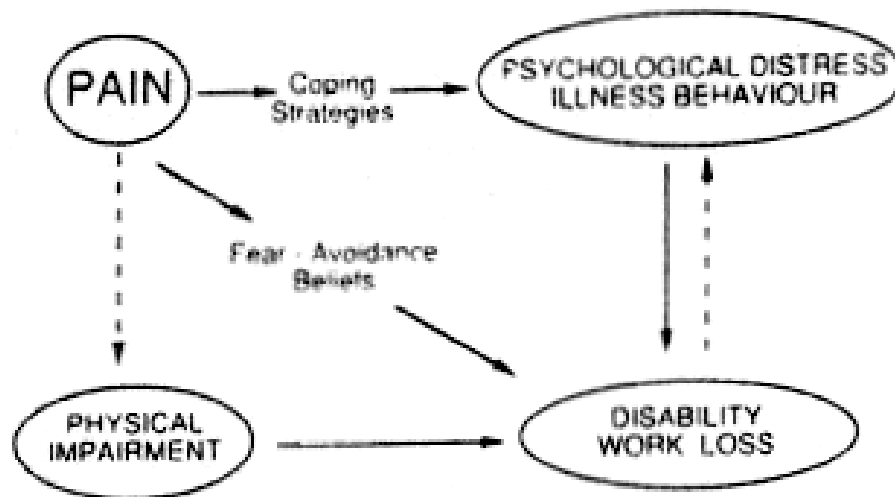 PAIN
Coping
Strategies
PSYCHOLOGICAL DISTRESS
ILLNESS BEHAVIOUR
Fear - Avoidance
Beliefs
PHYSICAL
IMPAIRMENT
DISABILITY
WORK LOSS